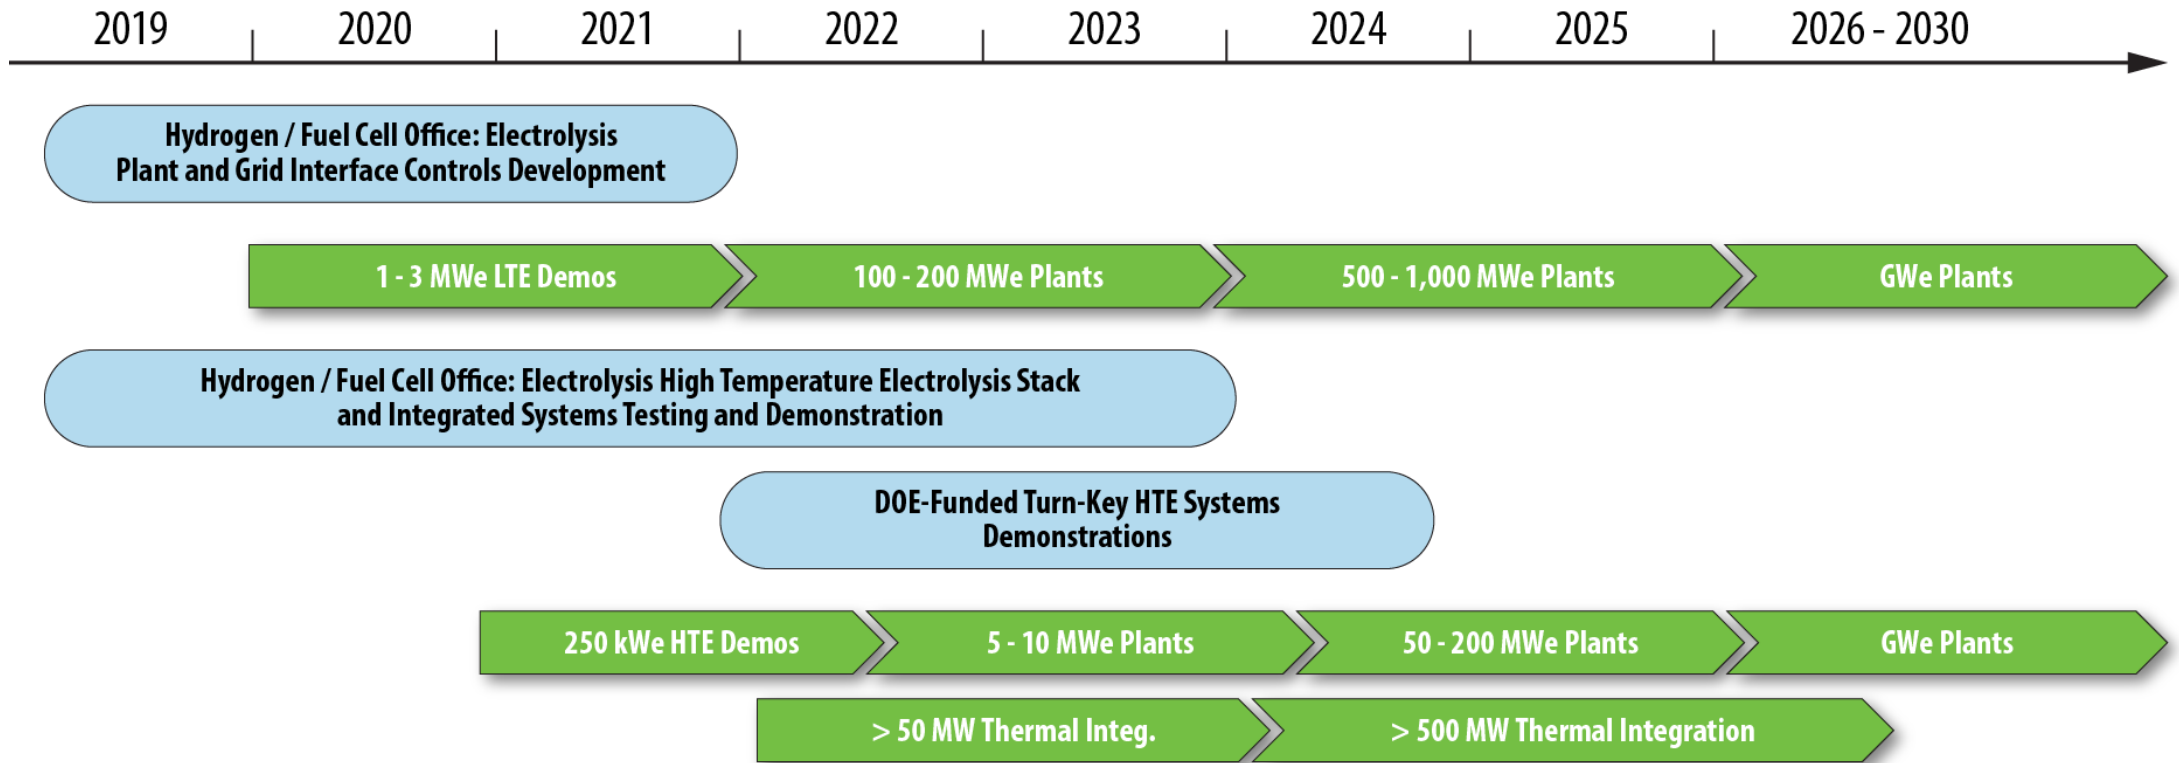 2019 2020 2021 2022 2023 2024 2025 2026 - 2030
Hydrogen / Fuel Cell Office: Electrolysis
Plant and Grid Interface Controls Development
1 - 3 MWe LTE Demos 100 - 200 MWe Plants 500 - 1,000 MWe Plants GWe Plants
Hydrogen / Fuel Cell Office: Electrolysis High Temperature Electrolysis Stack
and Integrated Systems Testing and Demonstration
DOE-Funded Turn-Key HTE Systems
Demonstrations
250 kWe HTE Demos 5 - 10 MWe Plants 50 - 200 MWe Plants GWe Plants
> 50 MW Thermal Integ. > 500 MW Thermal Integration